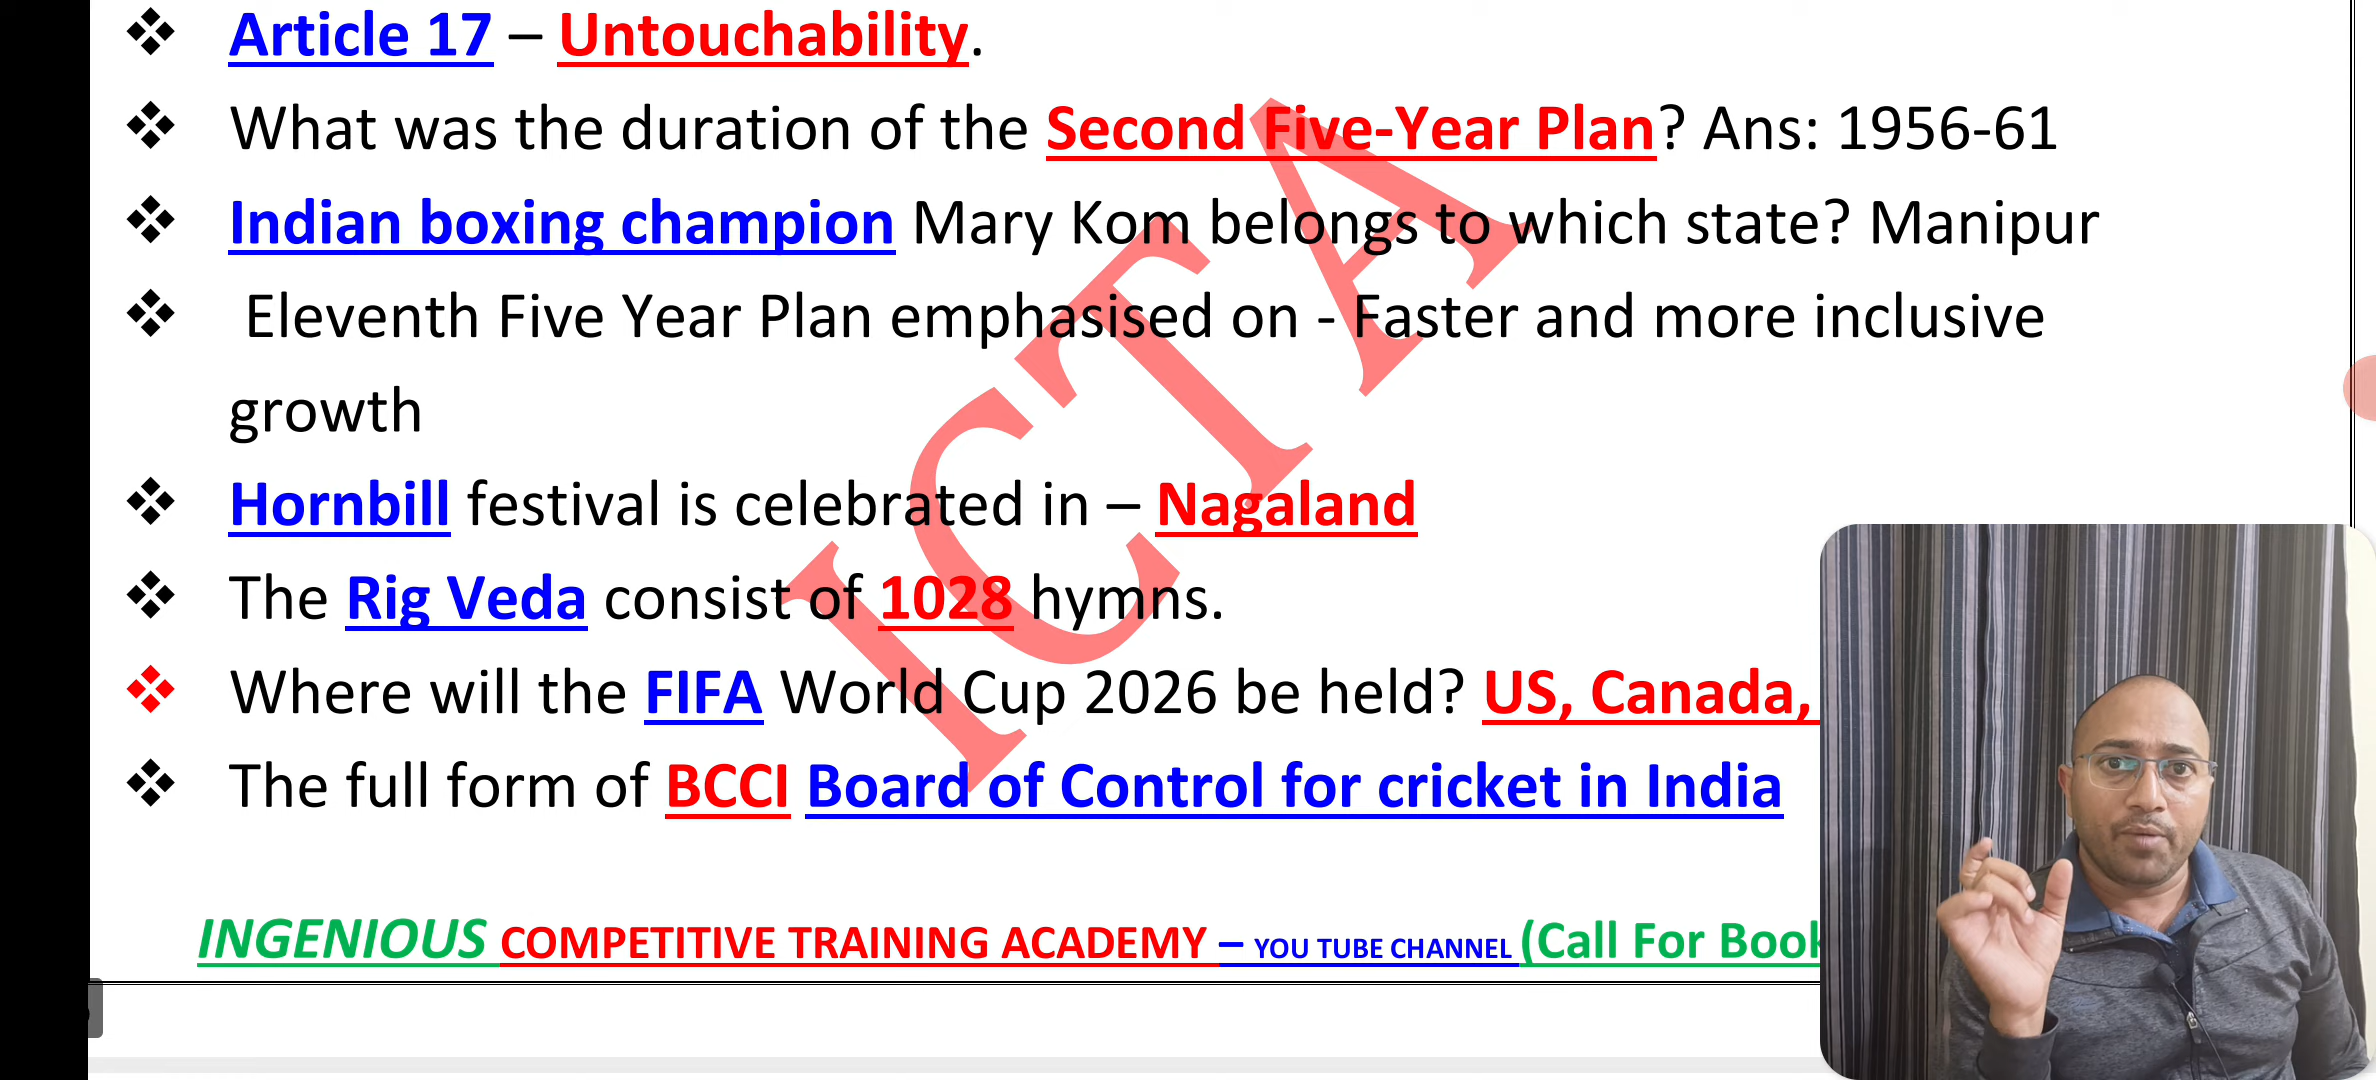 Article 17 – Untouchability.
What was the duration of the Second Five-Year Plan? Ans: 1956-61
Indian boxing champion Mary Kom belongs to which state? Manipur
Eleventh Five Year Plan emphasised on - Faster and more inclusive
growth
Hornbill festival is celebrated in – Nagaland
The Rig Veda consist of 1028 hymns.
Where will the FIFA World Cup 2026 be held? US, Canada,
The full form of BCCI Board of Control for cricket in India
INGENIOUS COMPETITIVE TRAINING ACADEMY – YOU TUBE CHANNEL (Call For Book
ICTA